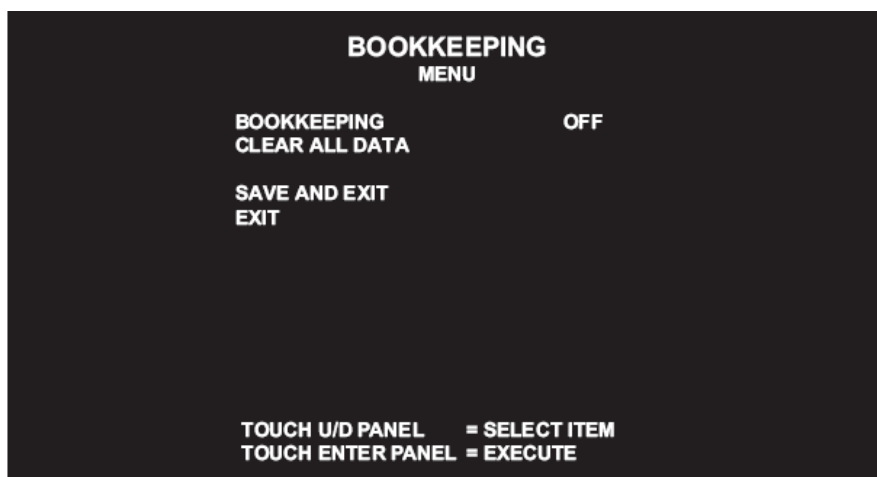 BOOKKEEPING
MENU
BOOKKEEPING OFF
CLEAR ALL DATA
SAVE AND EXIT
EXIT
TOUCH U/D PANEL = SELECT ITEM
TOUCH ENTER PANEL = EXECUTE